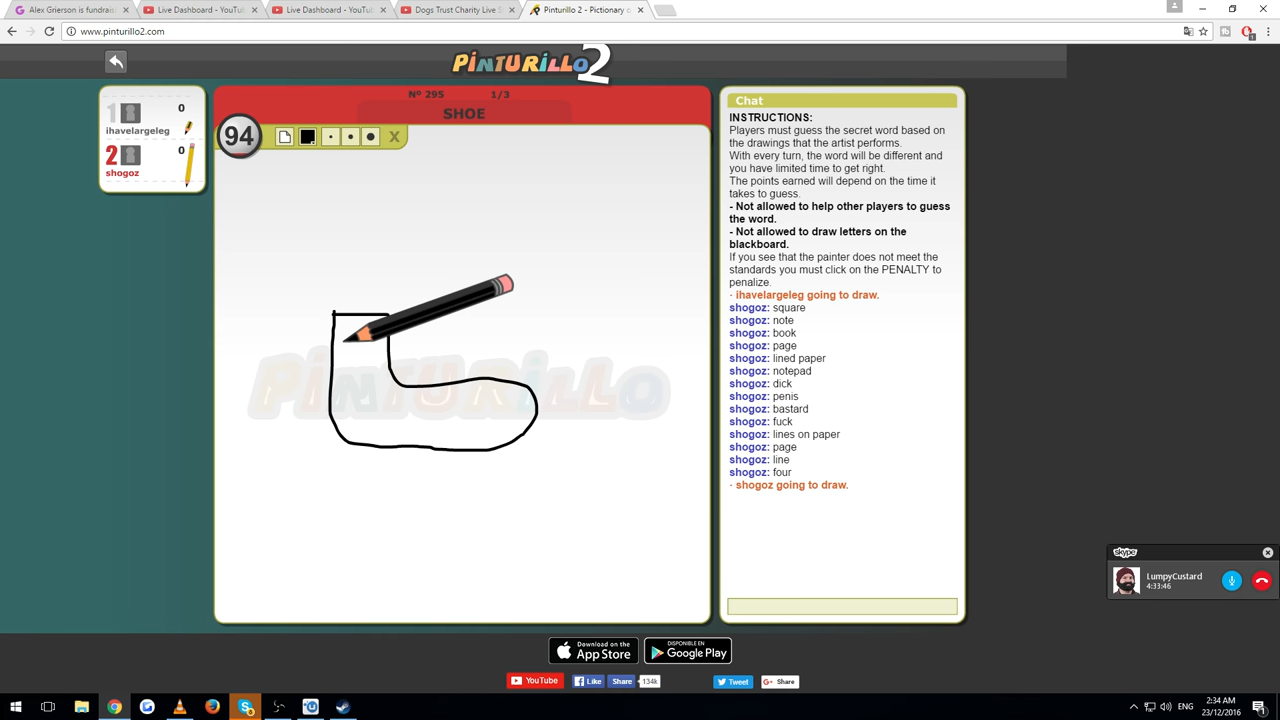 Alex Grierson is fundrais
Live Dashboard - YouTu
Live Dashboard - YouTu
Dogs Trust Charity Live S
Pinturillo 2 - Pictionary o
www.pinturillo2.com
PINTURILLO 2
1
0
ihavelargeleg
2
0
shogoz
Nº 295
1/3
SHOE
94
X
PINTURILLO
Chat
INSTRUCTIONS:
Players must guess the secret word based on
the drawings that the artist performs.
With every turn, the word will be different and
you have limited time to get right.
The points earned will depend on the time it
takes to guess.
- Not allowed to help other players to guess
the word.
- Not allowed to draw letters on the
blackboard.
If you see that the painter does not meet the
standards you must click on the PENALTY to
penalize.
· ihavelargeleg going to draw.
shogoz: square
shogoz: note
shogoz: book
shogoz: page
shogoz: lined paper
shogoz: notepad
shogoz: dick
shogoz: penis
shogoz: bastard
shogoz: fuck
shogoz: lines on paper
shogoz: page
shogoz: line
shogoz: four
· shogoz going to draw.
skype
LumpyCustard
4:33:46
Download on the
App Store
DISPONIBLE EN
Google Play
YouTube
Like
Share
134k
Tweet
Share
ENG
2:34 AM
23/12/2016